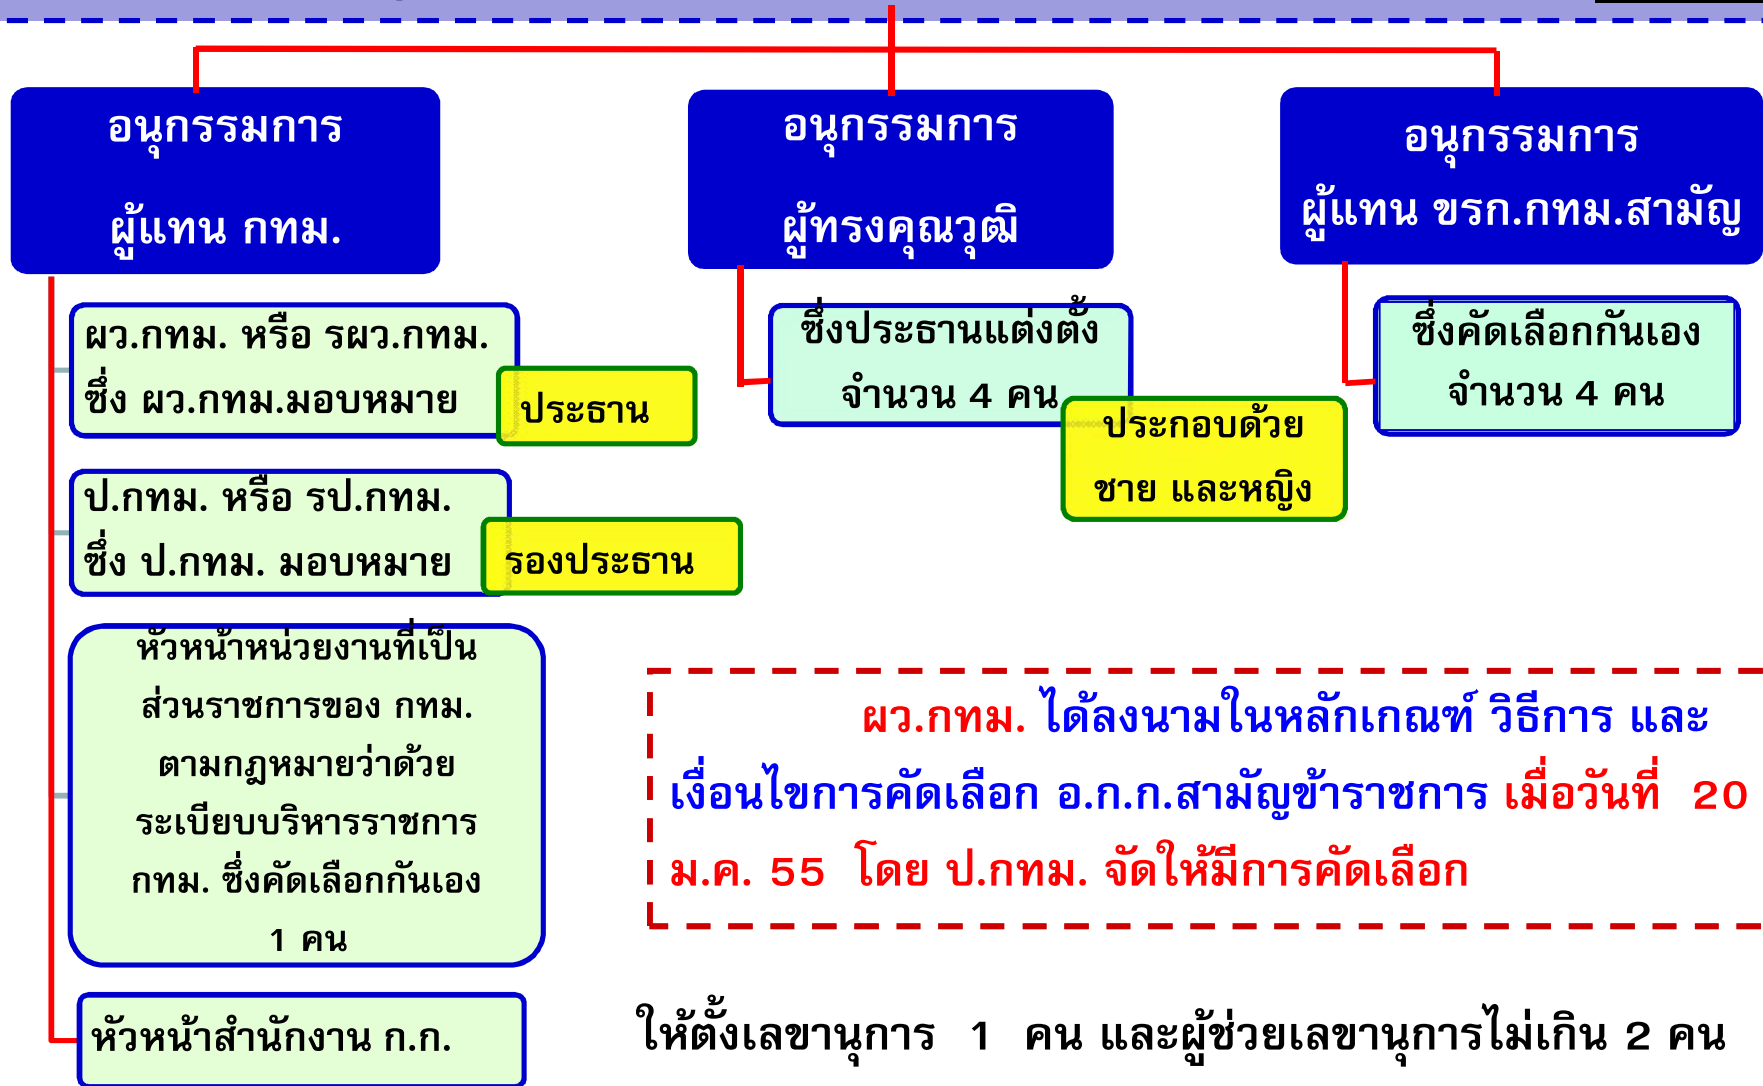 อนุกรรมการ
ผู้แทน กทม.
ผว.กทม. หรือ รผว.กทม.
ซึ่ง ผว.กทม.มอบหมาย
ประธาน
ป.กทม. หรือ รป.กทม.
ซึ่ง ป.กทม. มอบหมาย
รองประธาน
หัวหน้าหน่วยงานที่เป็น
ส่วนราชการของ กทม.
ตามกฎหมายว่าด้วย
ระเบียบบริหารราชการ
กทม. ซึ่งคัดเลือกกันเอง
1 คน
หัวหน้าสำนักงาน ก.ก.
อนุกรรมการ
ผู้ทรงคุณวุฒิ
ซึ่งประธานแต่งตั้ง
จำนวน 4 คน
ประกอบด้วย
ชาย และหญิง
อนุกรรมการ
ผู้แทน ขรก.กทม.สามัญ
ซึ่งคัดเลือกกันเอง
จำนวน 4 คน
ผว.กทม. ได้ลงนามในหลักเกณฑ์ วิธีการ และ
เงื่อนไขการคัดเลือก อ.ก.ก.สามัญข้าราชการ เมื่อวันที่ 20
ม.ค. 55 โดย ป.กทม. จัดให้มีการคัดเลือก
ให้ตั้งเลขานุการ 1 คน และผู้ช่วยเลขานุการไม่เกิน 2 คน